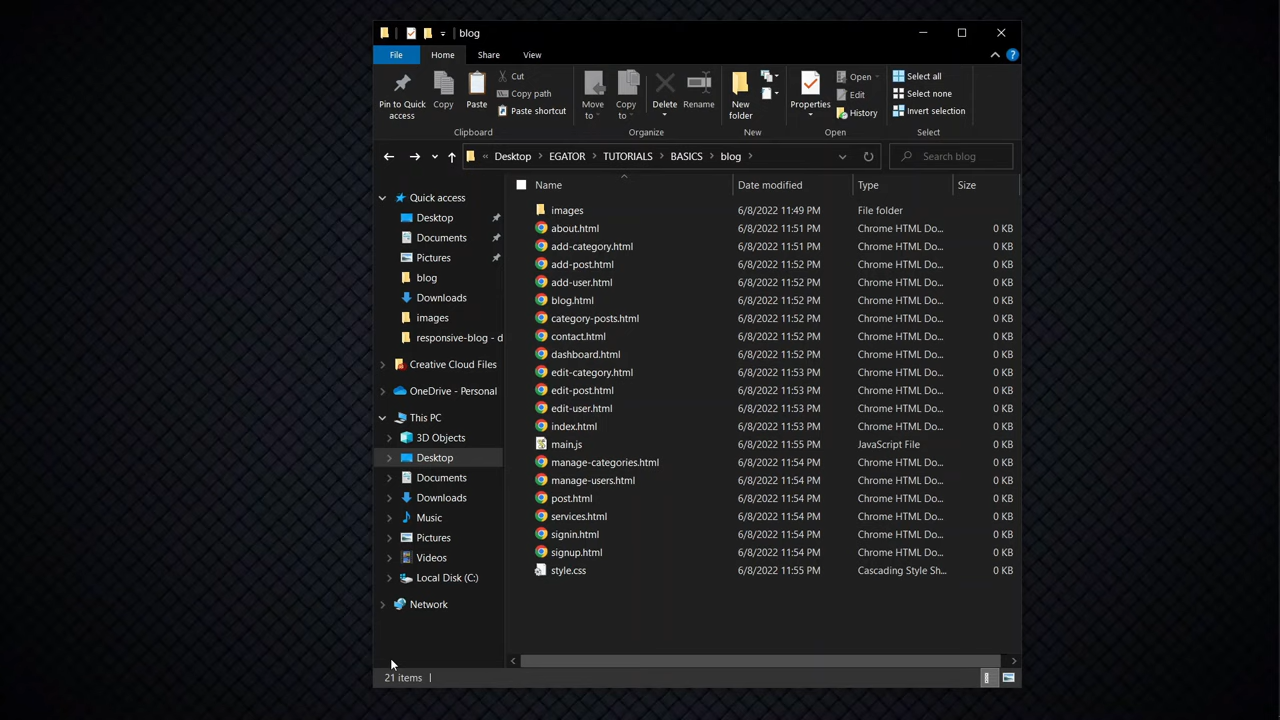 blog
File Home Share View
Pin to Quick access
Copy
Paste
Cut
Copy path
Paste shortcut
Clipboard
Move to
Copy to
Delete
Rename
Organize
New folder
New
Properties
Open
Edit
History
Open
Select all
Select none
Invert selection
Select
« Desktop > EGATOR > TUTORIALS > BASICS > blog >
Search blog
Name Date modified Type Size
Quick access
Desktop
Documents
Pictures
blog
Downloads
images
responsive-blog - d
Creative Cloud Files
OneDrive - Personal
This PC
3D Objects
Desktop
Documents
Downloads
Music
Pictures
Videos
Local Disk (C:)
Network
images 6/8/2022 11:49 PM File folder
about.html 6/8/2022 11:51 PM Chrome HTML Do... 0 KB
add-category.html 6/8/2022 11:51 PM Chrome HTML Do... 0 KB
add-post.html 6/8/2022 11:52 PM Chrome HTML Do... 0 KB
add-user.html 6/8/2022 11:52 PM Chrome HTML Do... 0 KB
blog.html 6/8/2022 11:52 PM Chrome HTML Do... 0 KB
category-posts.html 6/8/2022 11:52 PM Chrome HTML Do... 0 KB
contact.html 6/8/2022 11:52 PM Chrome HTML Do... 0 KB
dashboard.html 6/8/2022 11:52 PM Chrome HTML Do... 0 KB
edit-category.html 6/8/2022 11:53 PM Chrome HTML Do... 0 KB
edit-post.html 6/8/2022 11:53 PM Chrome HTML Do... 0 KB
edit-user.html 6/8/2022 11:53 PM Chrome HTML Do... 0 KB
index.html 6/8/2022 11:53 PM Chrome HTML Do... 0 KB
main.js 6/8/2022 11:55 PM JavaScript File 0 KB
manage-categories.html 6/8/2022 11:54 PM Chrome HTML Do... 0 KB
manage-users.html 6/8/2022 11:54 PM Chrome HTML Do... 0 KB
post.html 6/8/2022 11:54 PM Chrome HTML Do... 0 KB
services.html 6/8/2022 11:54 PM Chrome HTML Do... 0 KB
signin.html 6/8/2022 11:54 PM Chrome HTML Do... 0 KB
signup.html 6/8/2022 11:54 PM Chrome HTML Do... 0 KB
style.css 6/8/2022 11:55 PM Cascading Style Sh... 0 KB
21 items